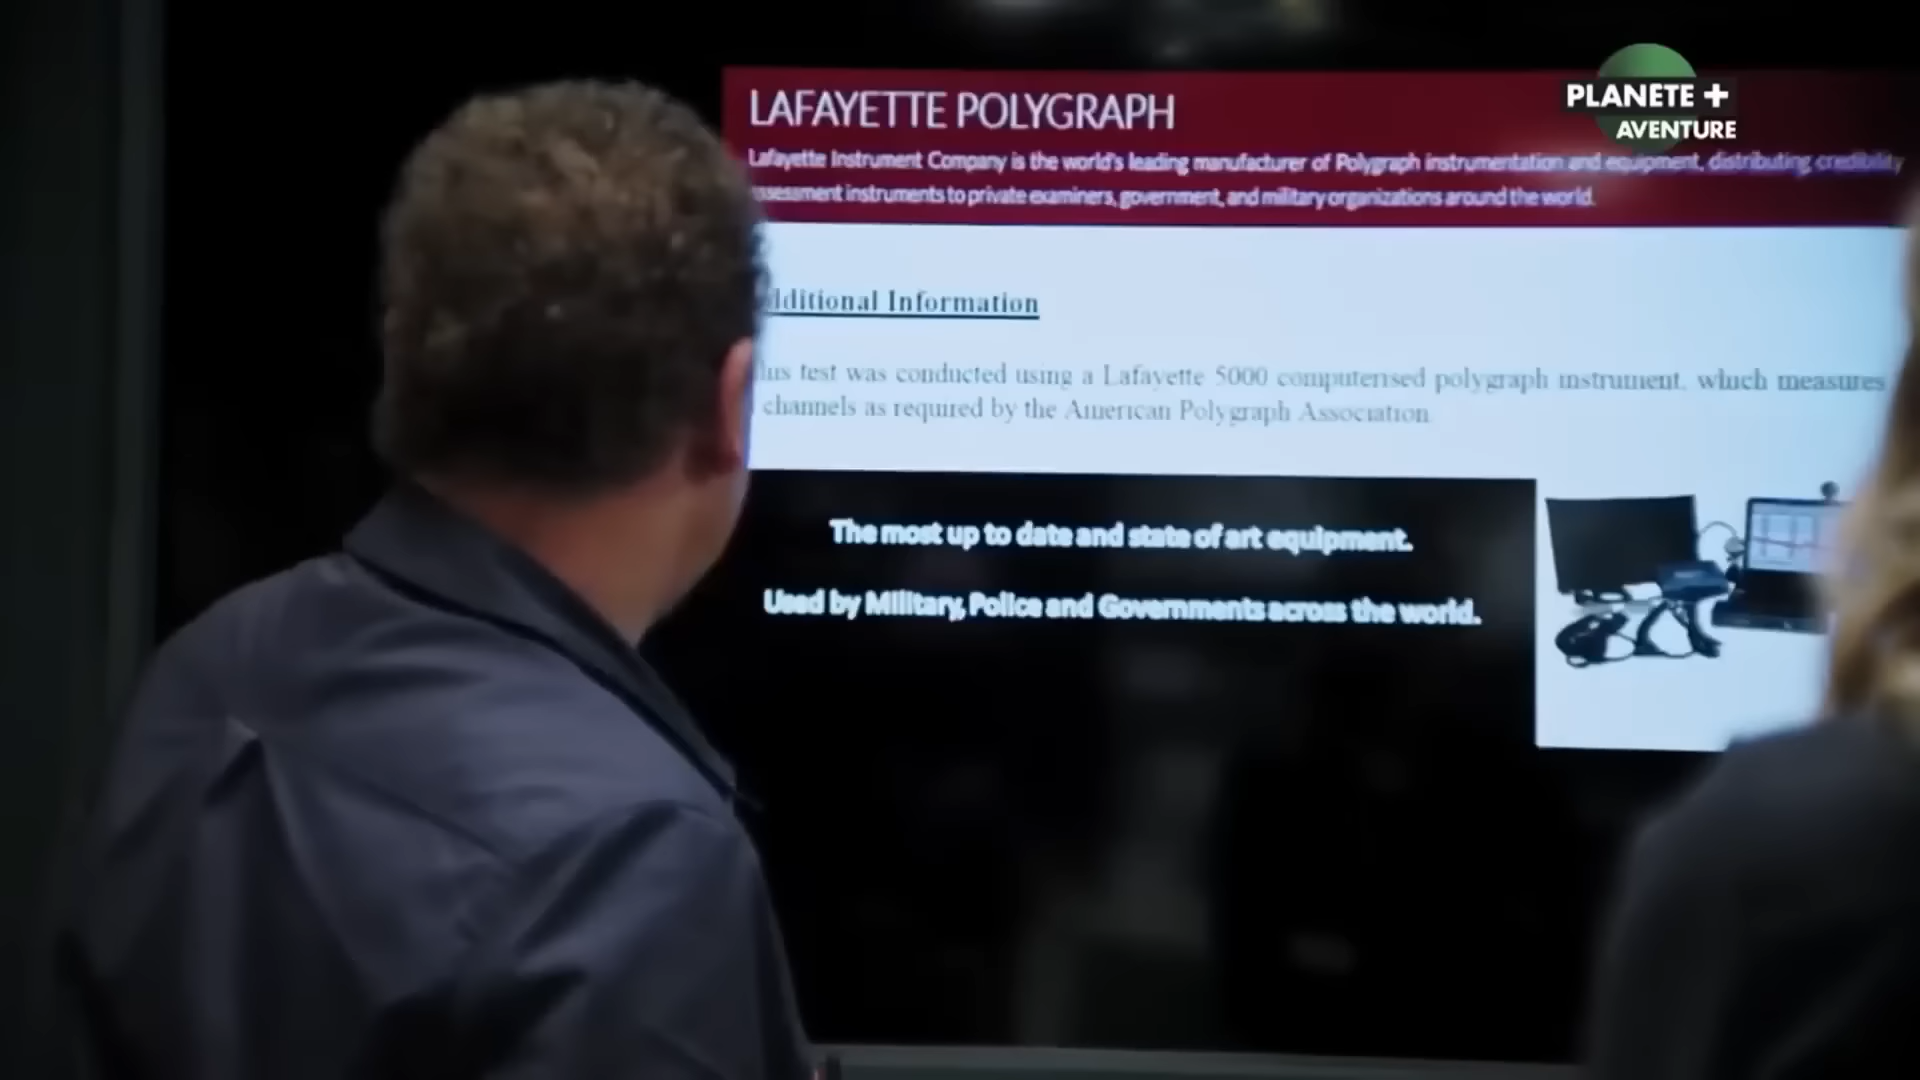 PLANETE +
AVENTURE
LAFAYETTE POLYGRAPH
Lafayette Instrument Company is the world's leading manufacturer of Polygraph instrumentation and equipment, distributing credibility
assessment instruments to private examiners, government, and military organizations around the world.
dditional Information
his test was conducted using a Lafayette 5000 computerised polygraph instrument, which measures
channels as required by the American Polygraph Association
The most up to date and state of art equipment.
Used by Military, Police and Governments across the world.